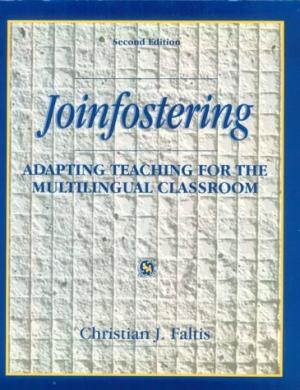 Second Edition
Joinfostering
ADAPTING TEACHING FOR THE
MULTILINGUAL CLASSROOM
Christian J. Faltis